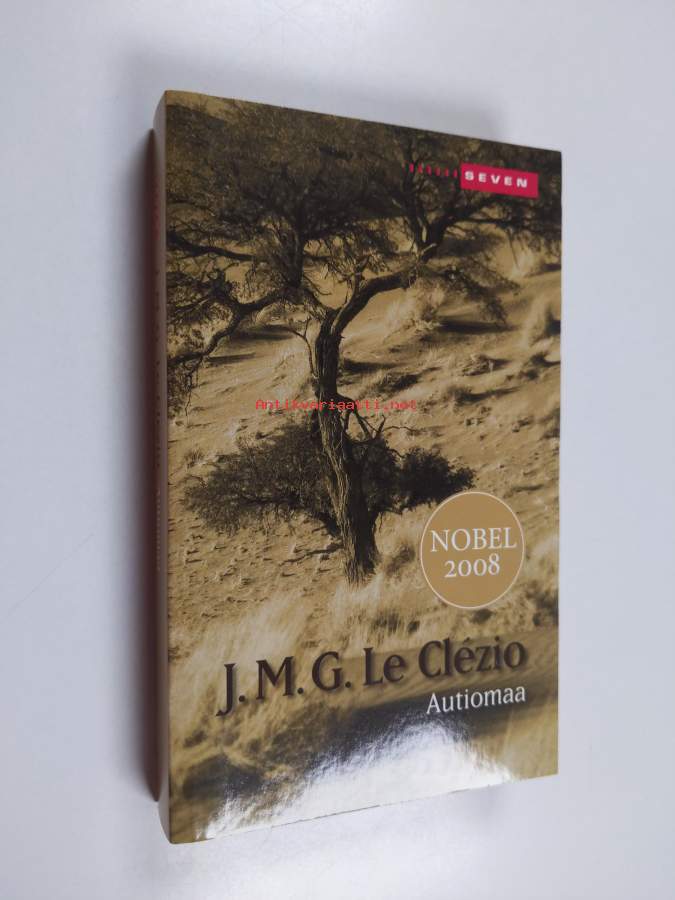 SEVEN
Antikvariaatti.net
NOBEL
2008
J. M. G. Le Clézio
Autiomaa